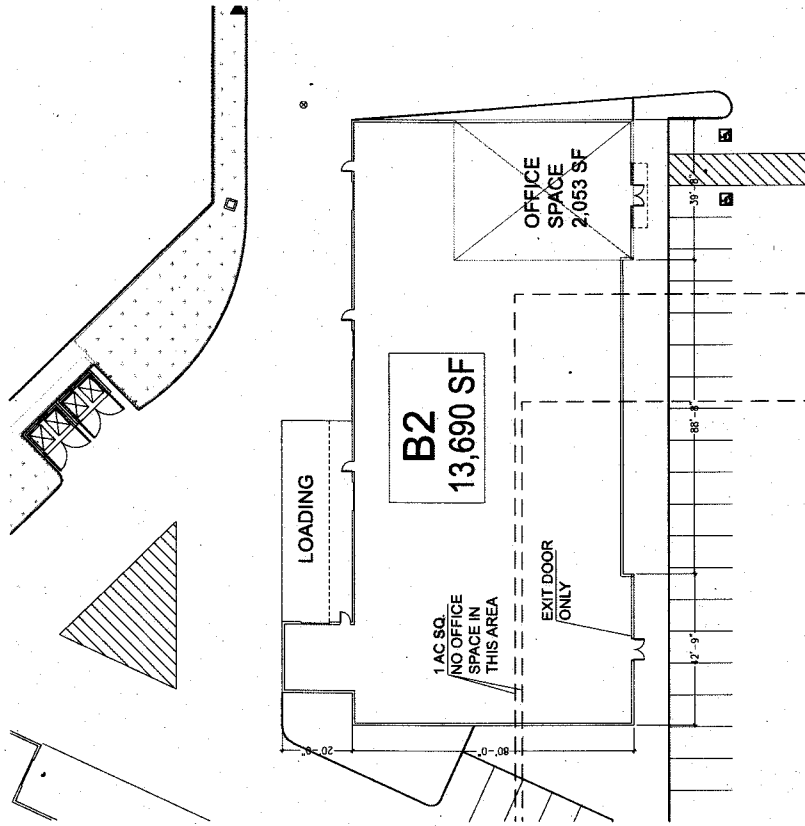 OFFICE
SPACE
2,053 SF
B2
13,690 SF
LOADING
1 AC SQ.
NO OFFICE
SPACE IN
THIS AREA
EXIT DOOR
ONLY
39'-8"
88'-8"
42'-9"
20'-0"
80'-0"